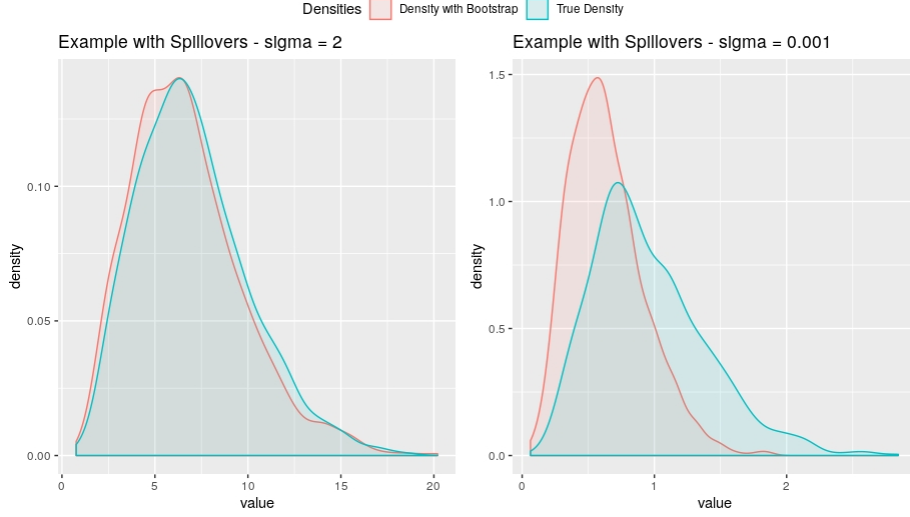 Densities Density with Bootstrap True Density
Example with Spillovers - sigma = 2
density
0.10
0.05
0.00
0 5 10 15 20
value
Example with Spillovers - sigma = 0.001
density
1.5
1.0
0.5
0.0
0 1 2
value